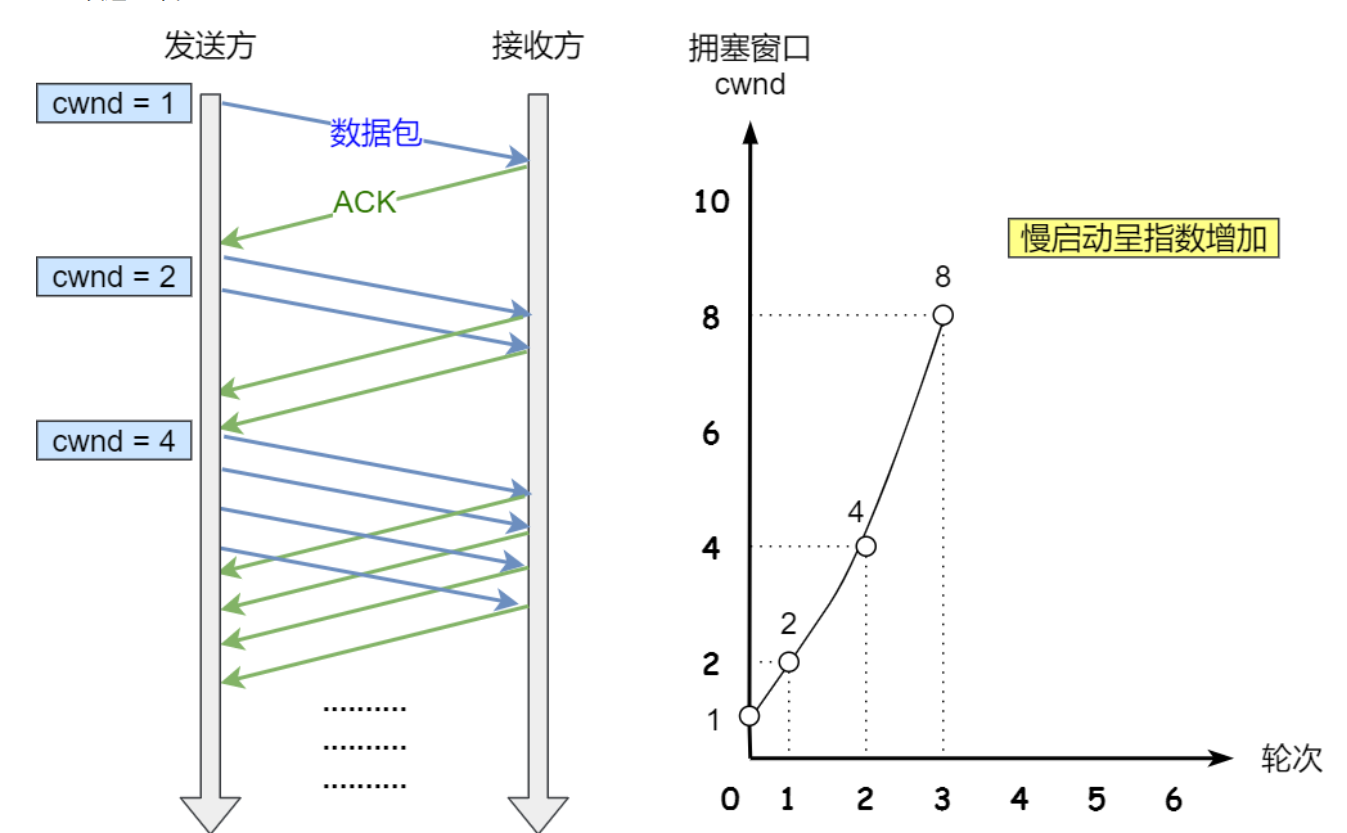 发送方
接收方
cwnd = 1
数据包
ACK
cwnd = 2
cwnd = 4
..........
..........
..........
拥塞窗口
cwnd
10
慢启动呈指数增加
8
8
6
4
4
2
2
1
0 1 2 3 4 5 6
轮次